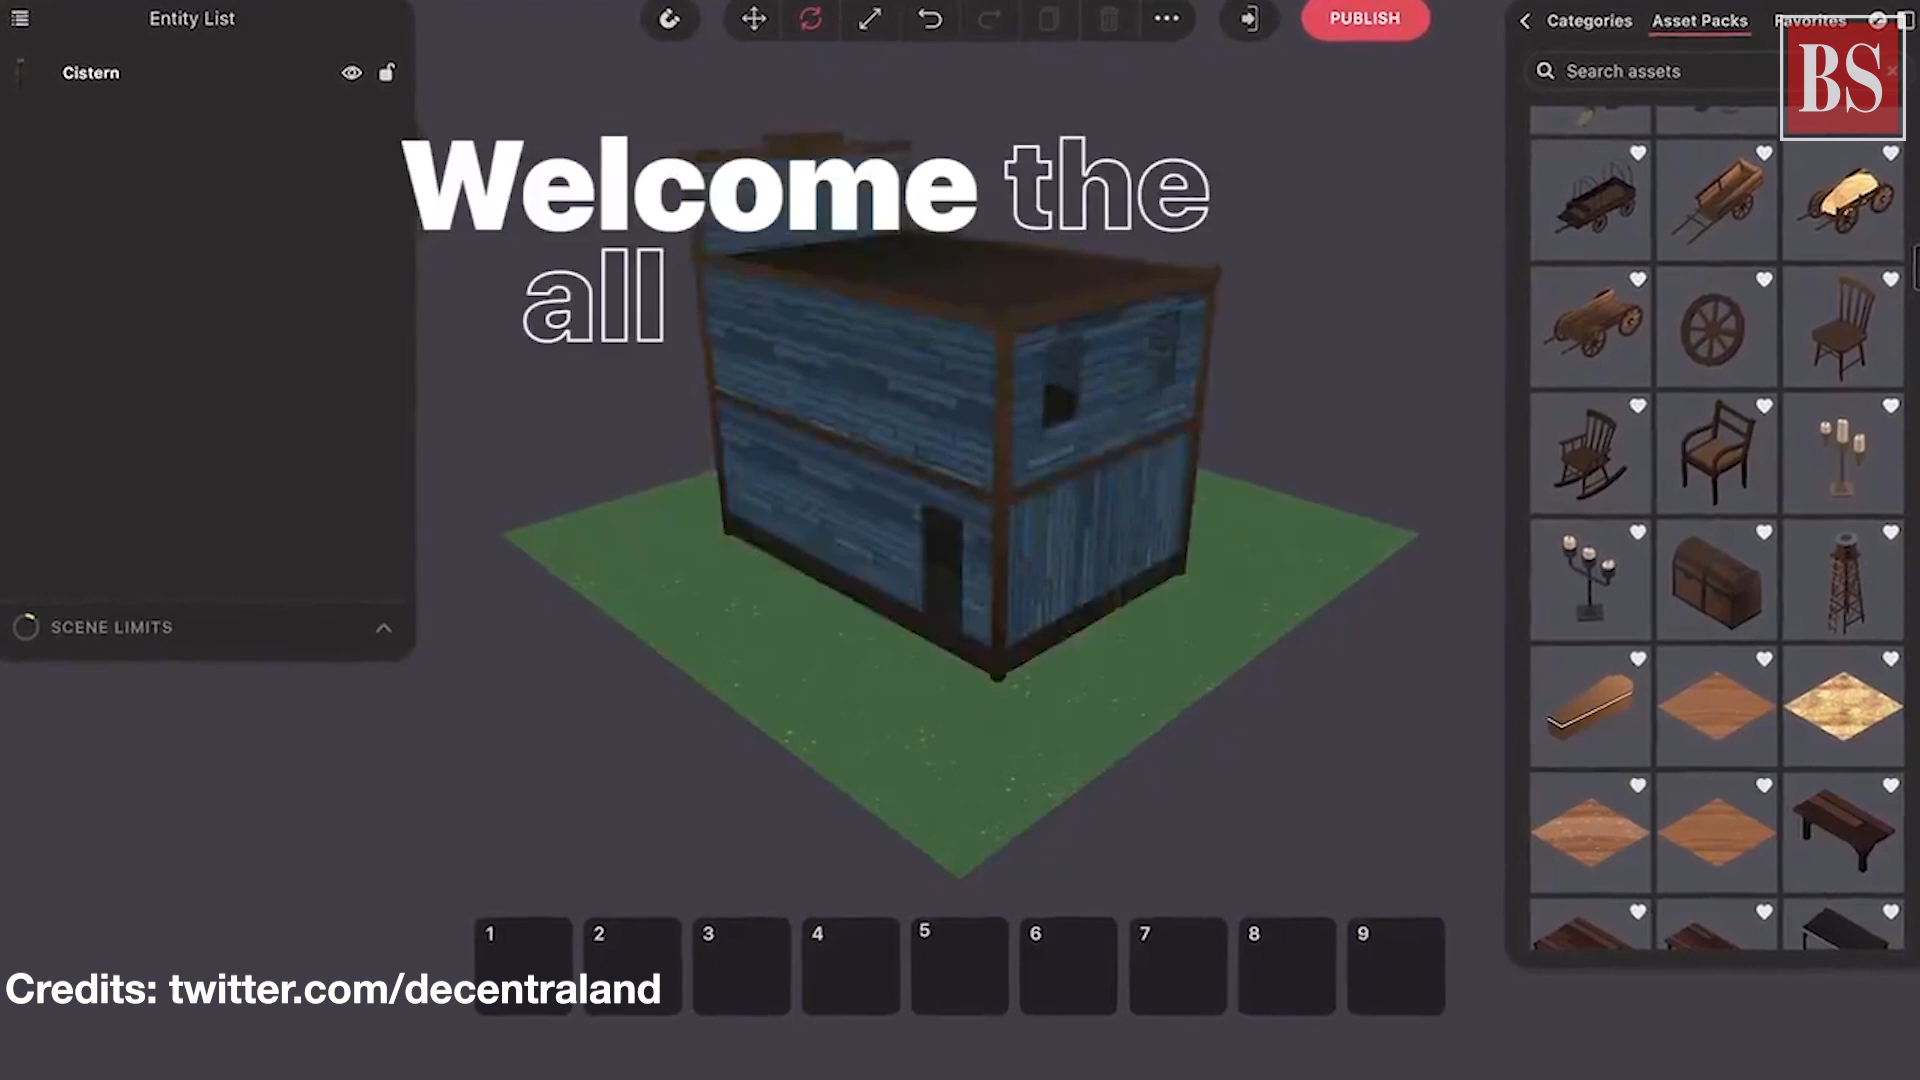 Entity List
PUBLISH
Categories Asset Packs Favorites
Cistern
Search assets
BS
Welcome the
all
SCENE LIMITS
1 2 3 4 5 6 7 8 9
Credits: twitter.com/decentraland